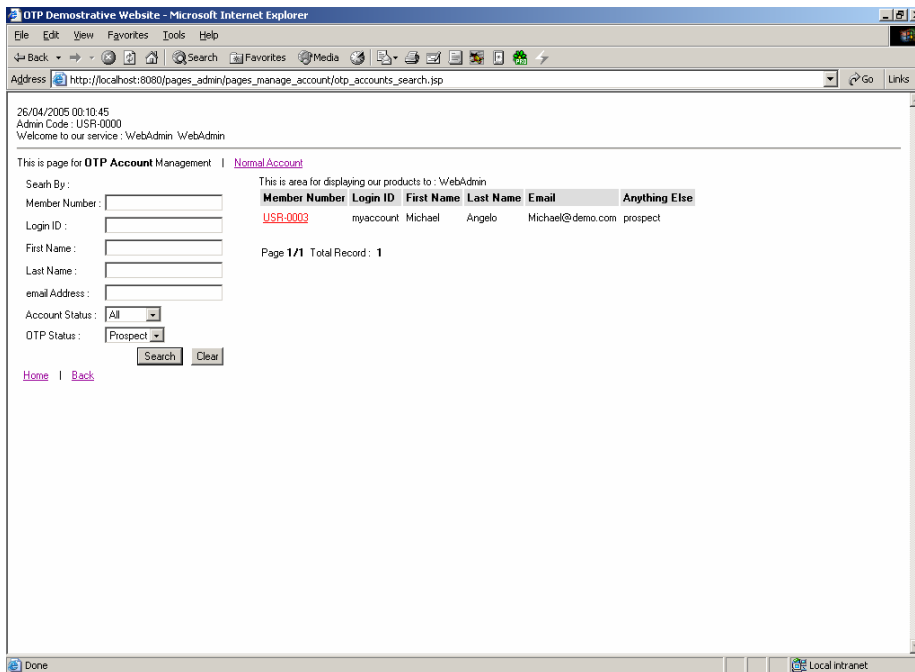 OTP Demostrative Website - Microsoft Internet Explorer
File Edit View Favorites Tools Help
Back Search Favorites Media
Address http://localhost:8080/pages_admin/pages_manage_account/otp_accounts_search.jsp Go Links
26/04/2005 00:10:45
Admin Code : USR-0000
Welcome to our service : WebAdmin WebAdmin
This is page for OTP Account Management | Normal Account
Searh By :
Member Number :
Login ID :
First Name :
Last Name :
email Address :
Account Status : All
OTP Status : Prospect
Search Clear
Home | Back
This is area for displaying our products to : WebAdmin
Member Number Login ID First Name Last Name Email Anything Else
USR-0003 myaccount Michael Angelo Michael@demo.com prospect
Page 1/1 Total Record : 1
Done Local intranet